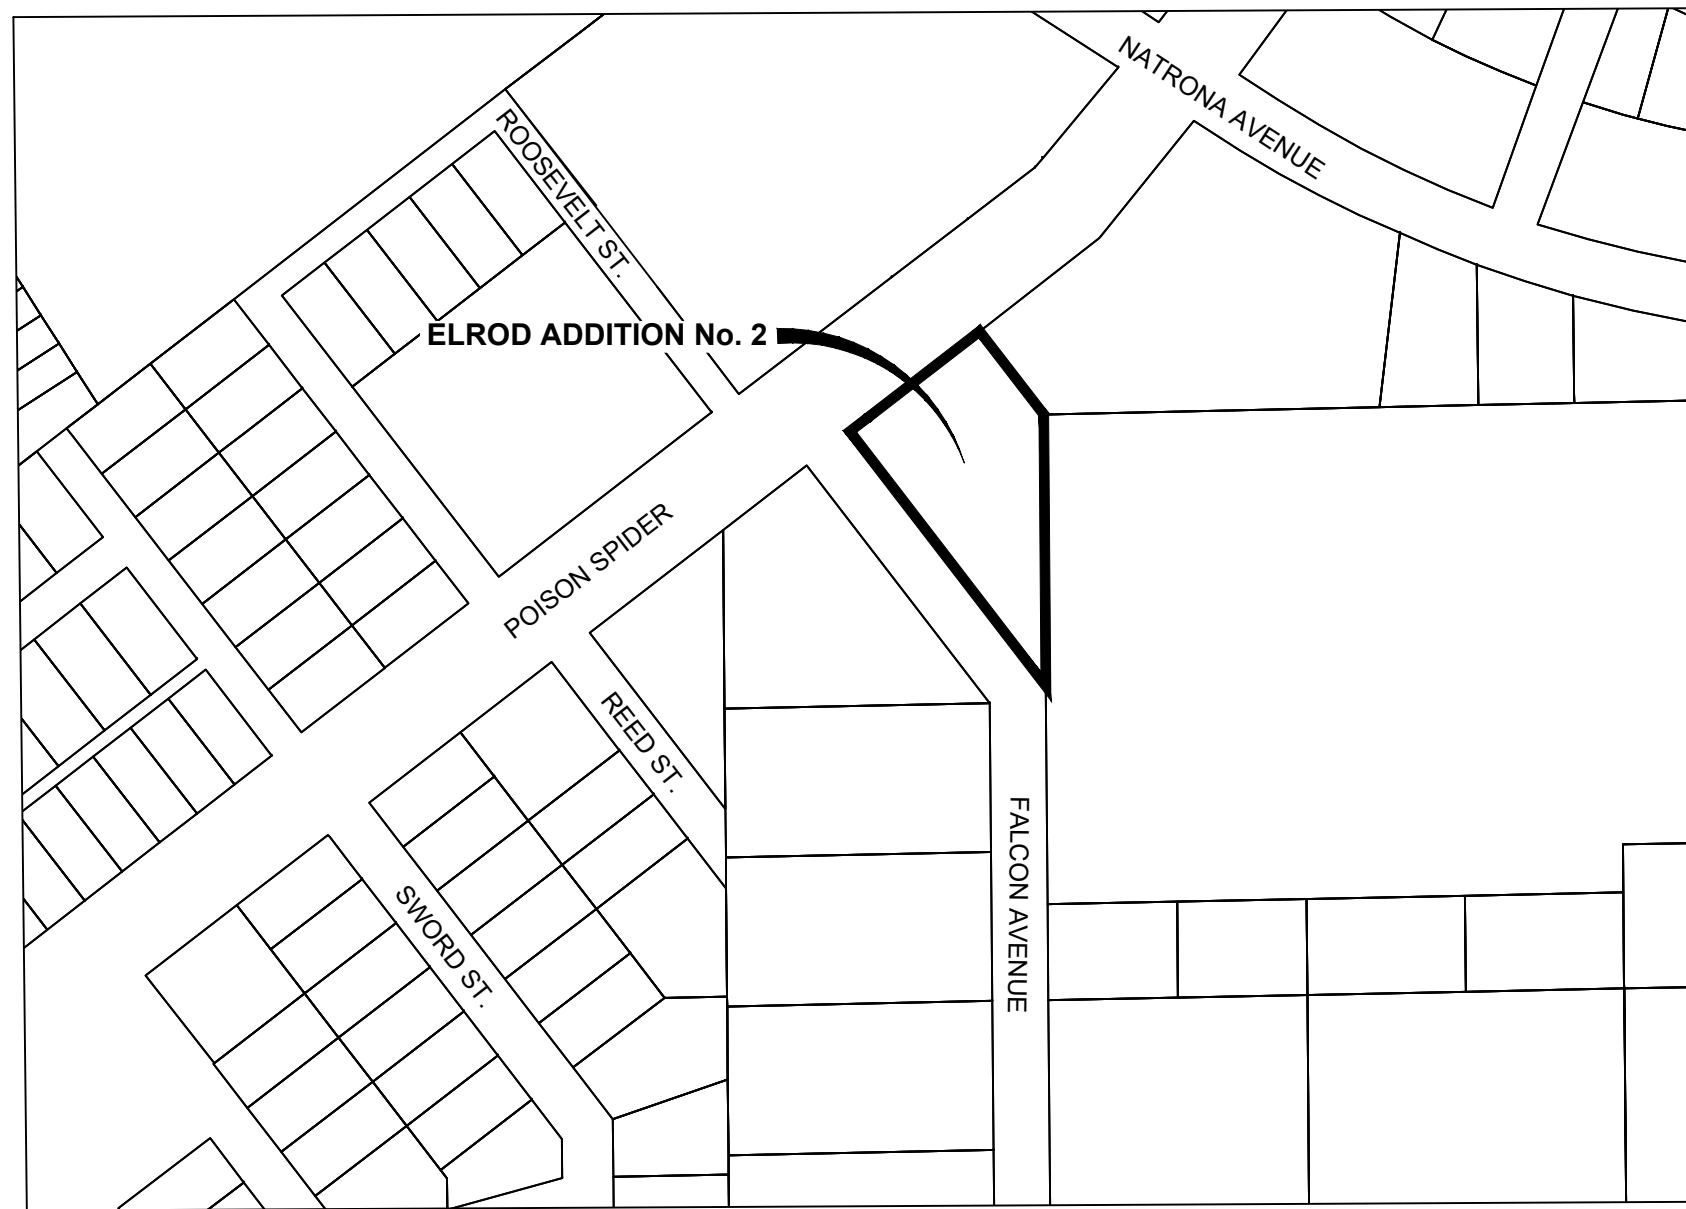 NATRONA AVENUE
ROOSEVELT ST.
ELROD ADDITION No. 2
POISON SPIDER
REED ST.
FALCON AVENUE
SWORD ST.